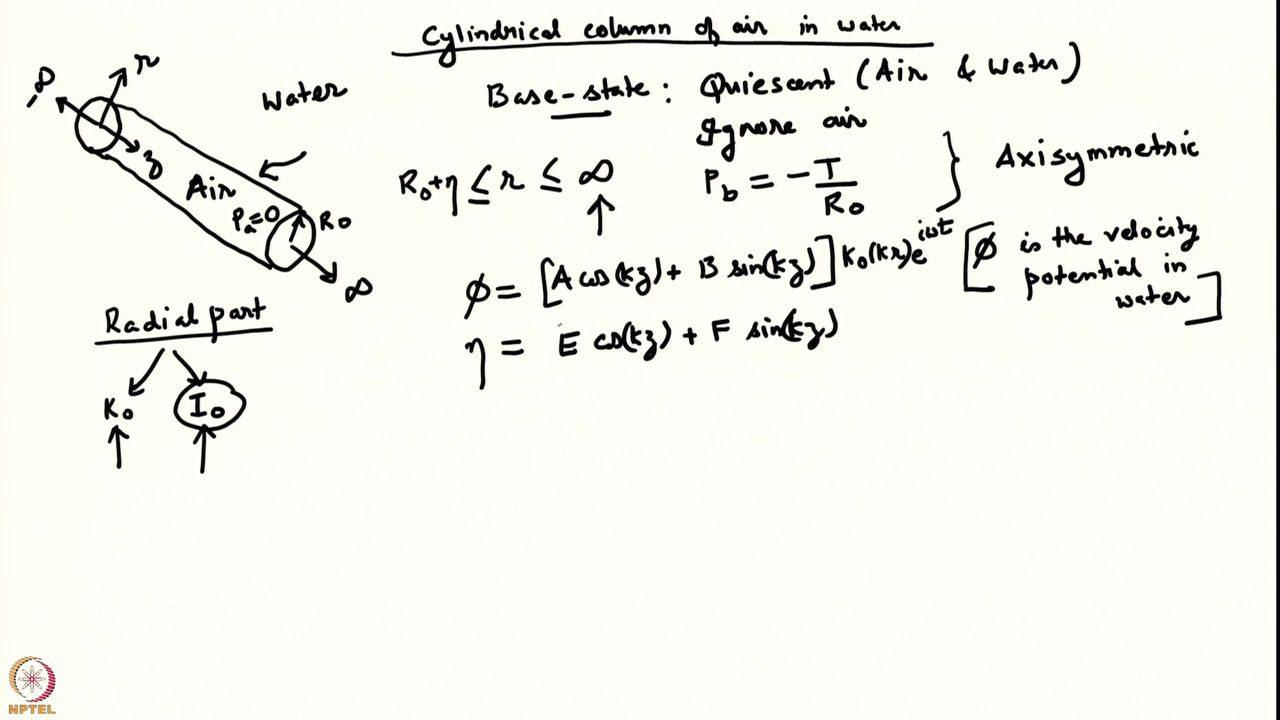 Cylindrical column of air in water
Base-state: Quiescent (Air & Water)
Ignore air
R₀+η ≤ r ≤ ∞
P_b = -T/R₀ } Axisymmetric
-∞
r
Water
z
Air
P_a=0
R₀
∞
φ = [A cos(kz) + B sin(kz)] K₀(kr) e^{iωt} [φ is the velocity
potential in
water]
η = E cos(kz) + F sin(kz)
Radial part
K₀ I₀
NPTEL